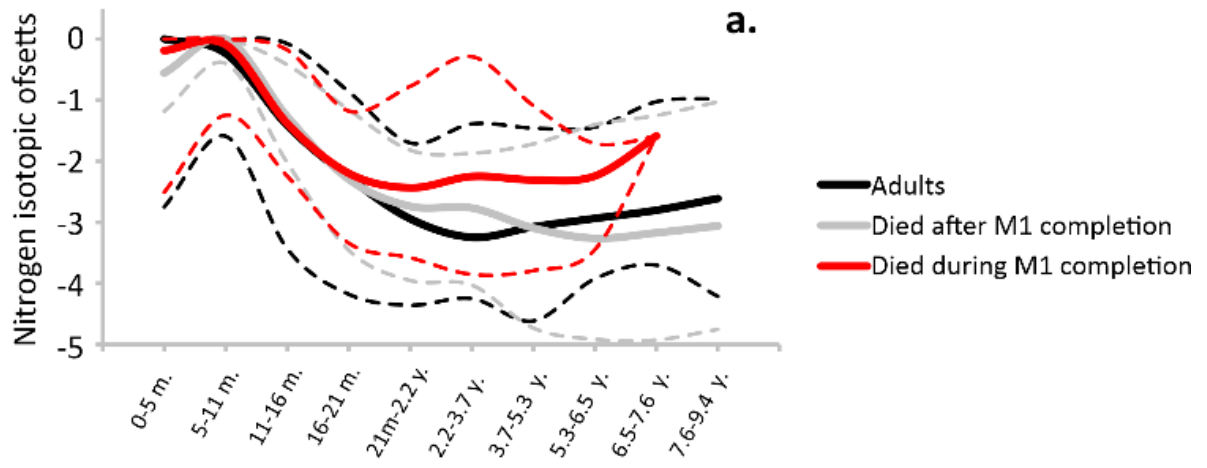 a.
Nitrogen isotopic ofsetts
0
-1
-2
-3
-4
-5
0-5 m.
5-11 m.
11-16 m.
16-21 m.
21m-2.2 y.
2.2-3.7 y.
3.7-5.3 y.
5.3-6.5 y.
6.5-7.6 y.
7.6-9.4 y.
Adults
Died after M1 completion
Died during M1 completion